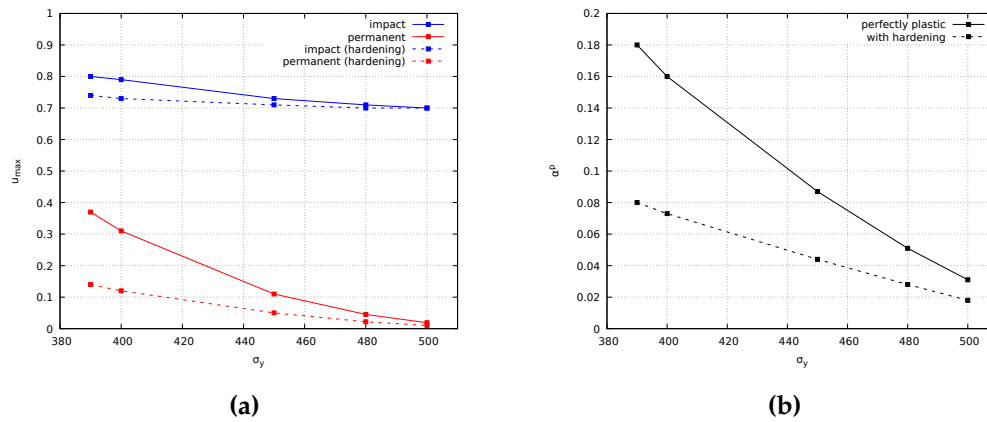 impact
permanent
impact (hardening)
permanent (hardening)
u_max
1
0.9
0.8
0.7
0.6
0.5
0.4
0.3
0.2
0.1
0
380 400 420 440 460 480 500
σ_y
(a)
perfectly plastic
with hardening
α^p
0.2
0.18
0.16
0.14
0.12
0.1
0.08
0.06
0.04
0.02
0
380 400 420 440 460 480 500
σ_y
(b)